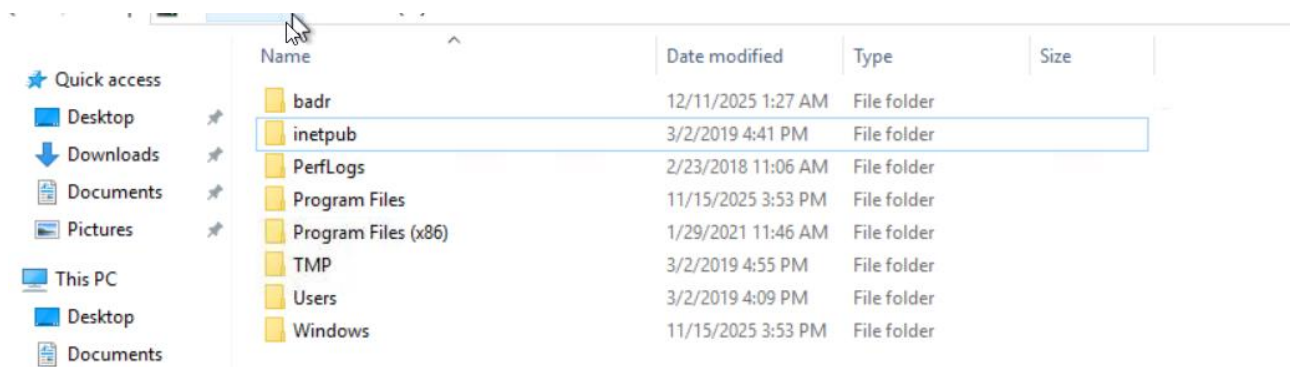 Name Date modified Type Size
Quick access
Desktop
Downloads
Documents
Pictures
This PC
Desktop
Documents
badr 12/11/2025 1:27 AM File folder
inetpub 3/2/2019 4:41 PM File folder
PerfLogs 2/23/2018 11:06 AM File folder
Program Files 11/15/2025 3:53 PM File folder
Program Files (x86) 1/29/2021 11:46 AM File folder
TMP 3/2/2019 4:55 PM File folder
Users 3/2/2019 4:09 PM File folder
Windows 11/15/2025 3:53 PM File folder